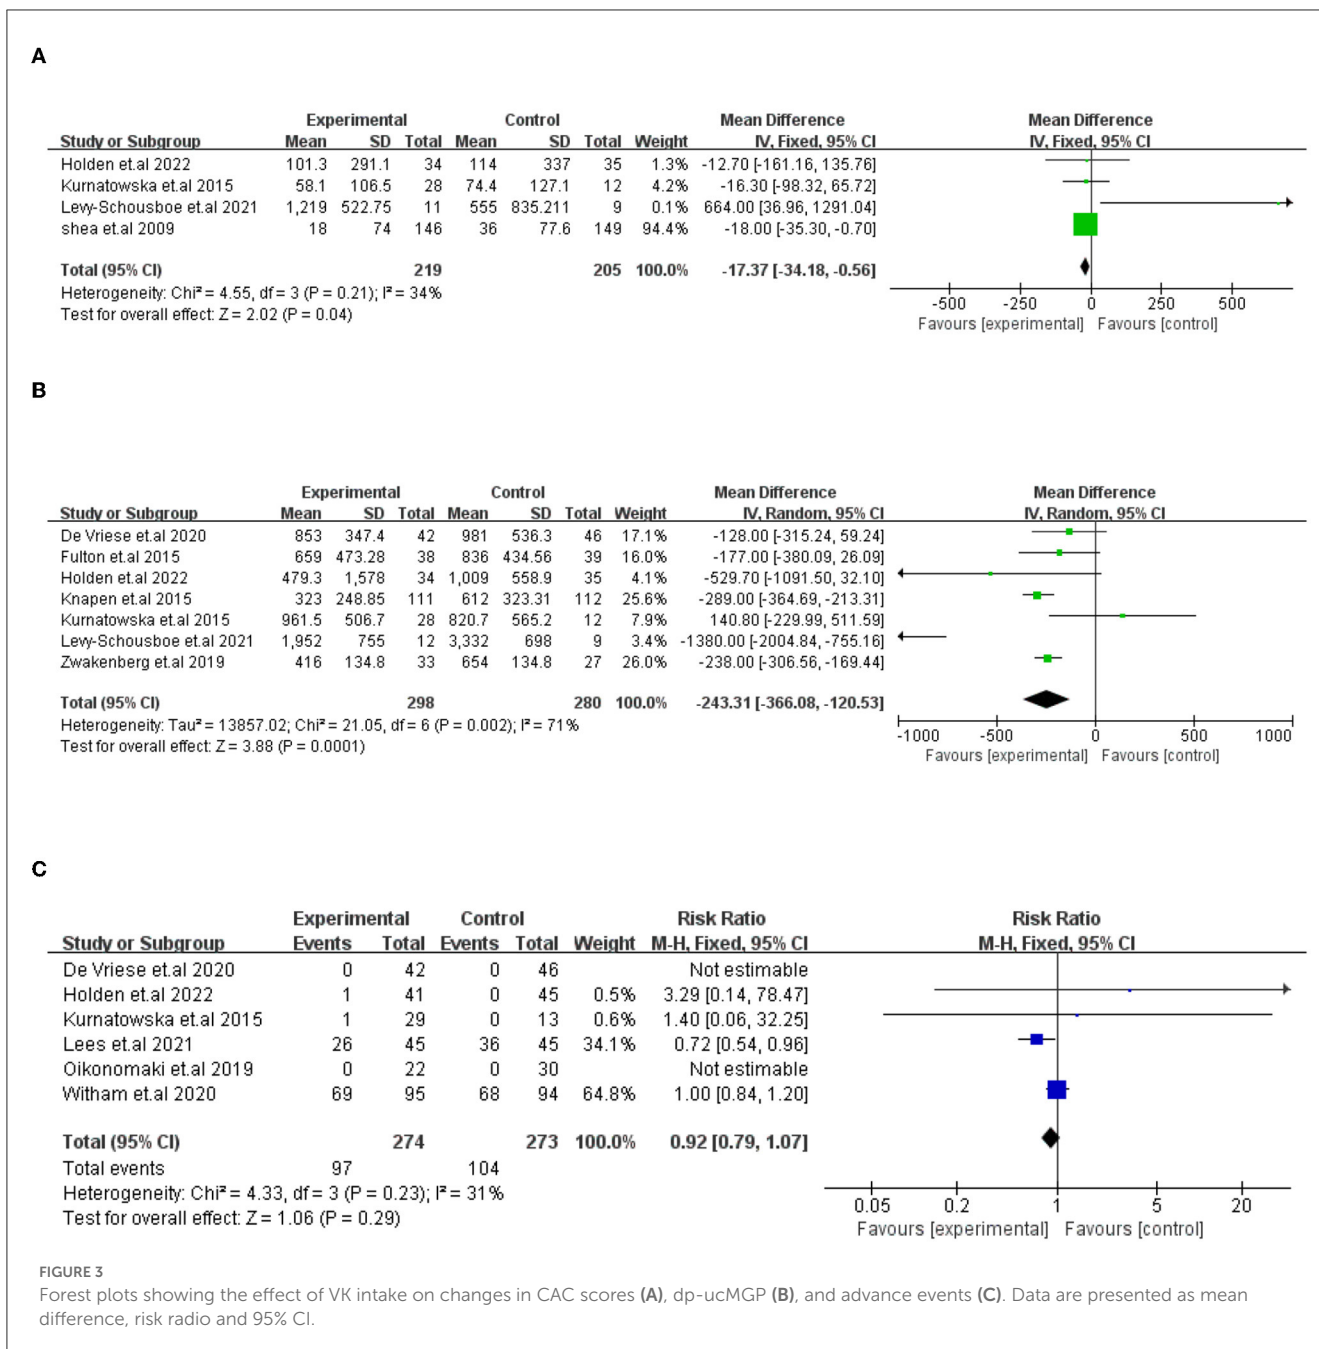 A
Experimental Control Mean Difference Mean Difference
Study or Subgroup Mean SD Total Mean SD Total Weight IV, Fixed, 95% CI IV, Fixed, 95% CI
Holden et.al 2022 101.3 291.1 34 114 337 35 1.3% -12.70 [-161.16, 135.76]
Kurnatowska et.al 2015 58.1 106.5 28 74.4 127.1 12 4.2% -16.30 [-98.32, 65.72]
Levy-Schousboe et.al 2021 1,219 522.75 11 555 835.211 9 0.1% 664.00 [36.96, 1291.04]
shea et.al 2009 18 74 146 36 77.6 149 94.4% -18.00 [-35.30, -0.70]
Total (95% CI) 219 205 100.0% -17.37 [-34.18, -0.56]
Heterogeneity: Chi² = 4.55, df = 3 (P = 0.21); I² = 34%
Test for overall effect: Z = 2.02 (P = 0.04)
-500 -250 0 250 500
Favours [experimental] Favours [control]
B
Experimental Control Mean Difference Mean Difference
Study or Subgroup Mean SD Total Mean SD Total Weight IV, Random, 95% CI IV, Random, 95% CI
De Vriese et.al 2020 853 347.4 42 981 536.3 46 17.1% -128.00 [-315.24, 59.24]
Fulton et.al 2015 659 473.28 38 836 434.56 39 16.0% -177.00 [-380.09, 26.09]
Holden et.al 2022 479.3 1,578 34 1,009 558.9 35 4.1% -529.70 [-1091.50, 32.10]
Knapen et.al 2015 323 248.85 111 612 323.31 112 25.6% -289.00 [-364.69, -213.31]
Kurnatowska et.al 2015 961.5 506.7 28 820.7 565.2 12 7.9% 140.80 [-229.99, 511.59]
Levy-Schousboe et.al 2021 1,952 755 12 3,332 698 9 3.4% -1380.00 [-2004.84, -755.16]
Zwakenberg et.al 2019 416 134.8 33 654 134.8 27 26.0% -238.00 [-306.56, -169.44]
Total (95% CI) 298 280 100.0% -243.31 [-366.08, -120.53]
Heterogeneity: Tau² = 13857.02; Chi² = 21.05, df = 6 (P = 0.002); I² = 71%
Test for overall effect: Z = 3.88 (P = 0.0001)
-1000 -500 0 500 1000
Favours [experimental] Favours [control]
C
Experimental Control Risk Ratio Risk Ratio
Study or Subgroup Events Total Events Total Weight M-H, Fixed, 95% CI M-H, Fixed, 95% CI
De Vriese et.al 2020 0 42 0 46 Not estimable
Holden et.al 2022 1 41 0 45 0.5% 3.29 [0.14, 78.47]
Kurnatowska et.al 2015 1 29 0 13 0.6% 1.40 [0.06, 32.25]
Lees et.al 2021 26 45 36 45 34.1% 0.72 [0.54, 0.96]
Oikonomaki et.al 2019 0 22 0 30 Not estimable
Witham et.al 2020 69 95 68 94 64.8% 1.00 [0.84, 1.20]
Total (95% CI) 274 273 100.0% 0.92 [0.79, 1.07]
Total events 97 104
Heterogeneity: Chi² = 4.33, df = 3 (P = 0.23); I² = 31%
Test for overall effect: Z = 1.06 (P = 0.29)
0.05 0.2 1 5 20
Favours [experimental] Favours [control]
FIGURE 3
Forest plots showing the effect of VK intake on changes in CAC scores (A), dp-ucMGP (B), and advance events (C). Data are presented as mean
difference, risk radio and 95% CI.